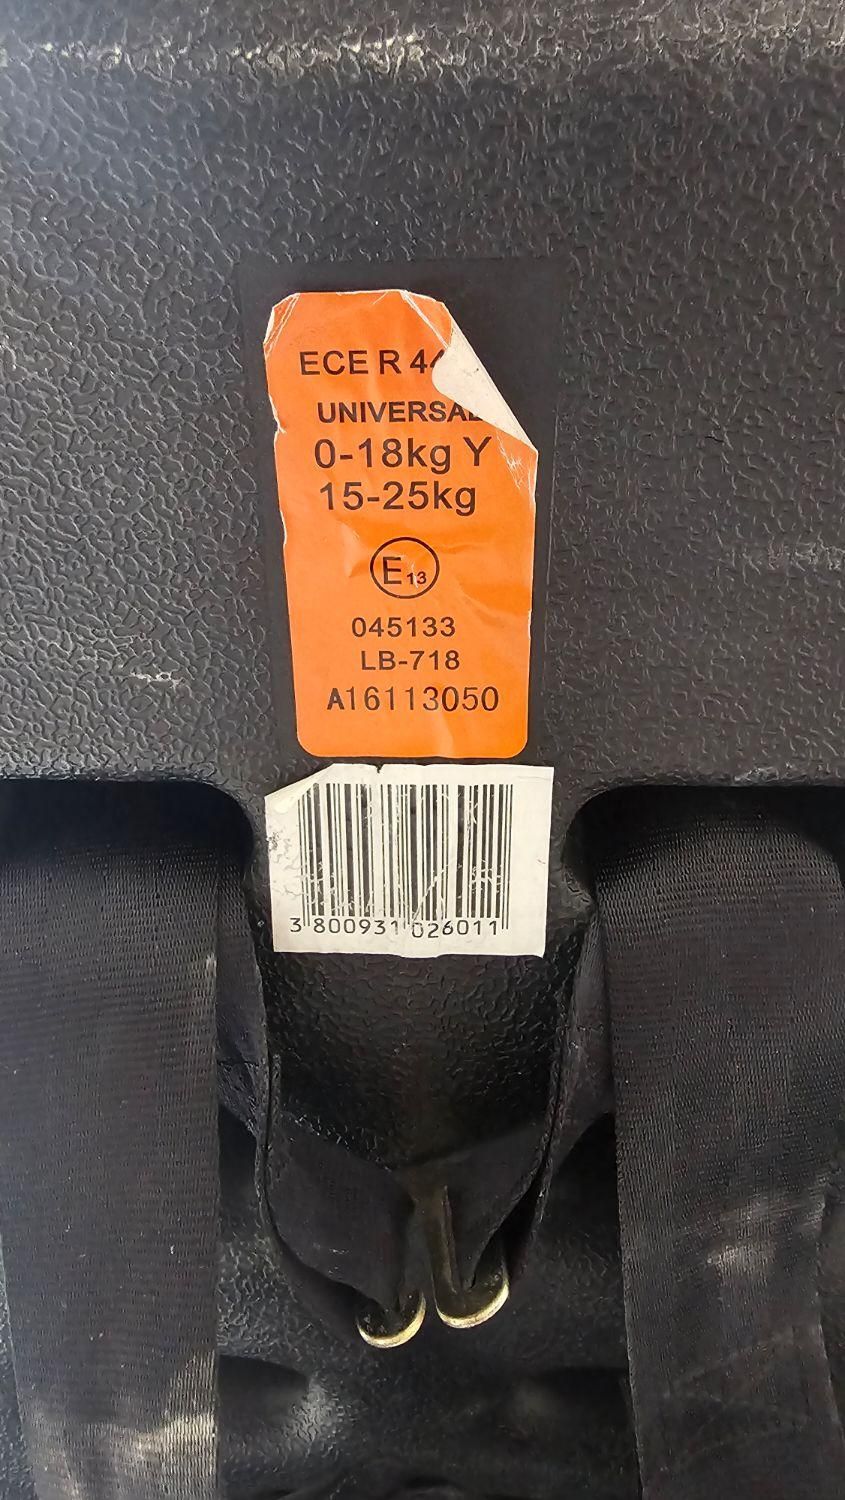 ECE R 44
UNIVERSAL
0-18kg Y
15-25kg
E13
045133
LB-718
A16113050
3 800931 026011